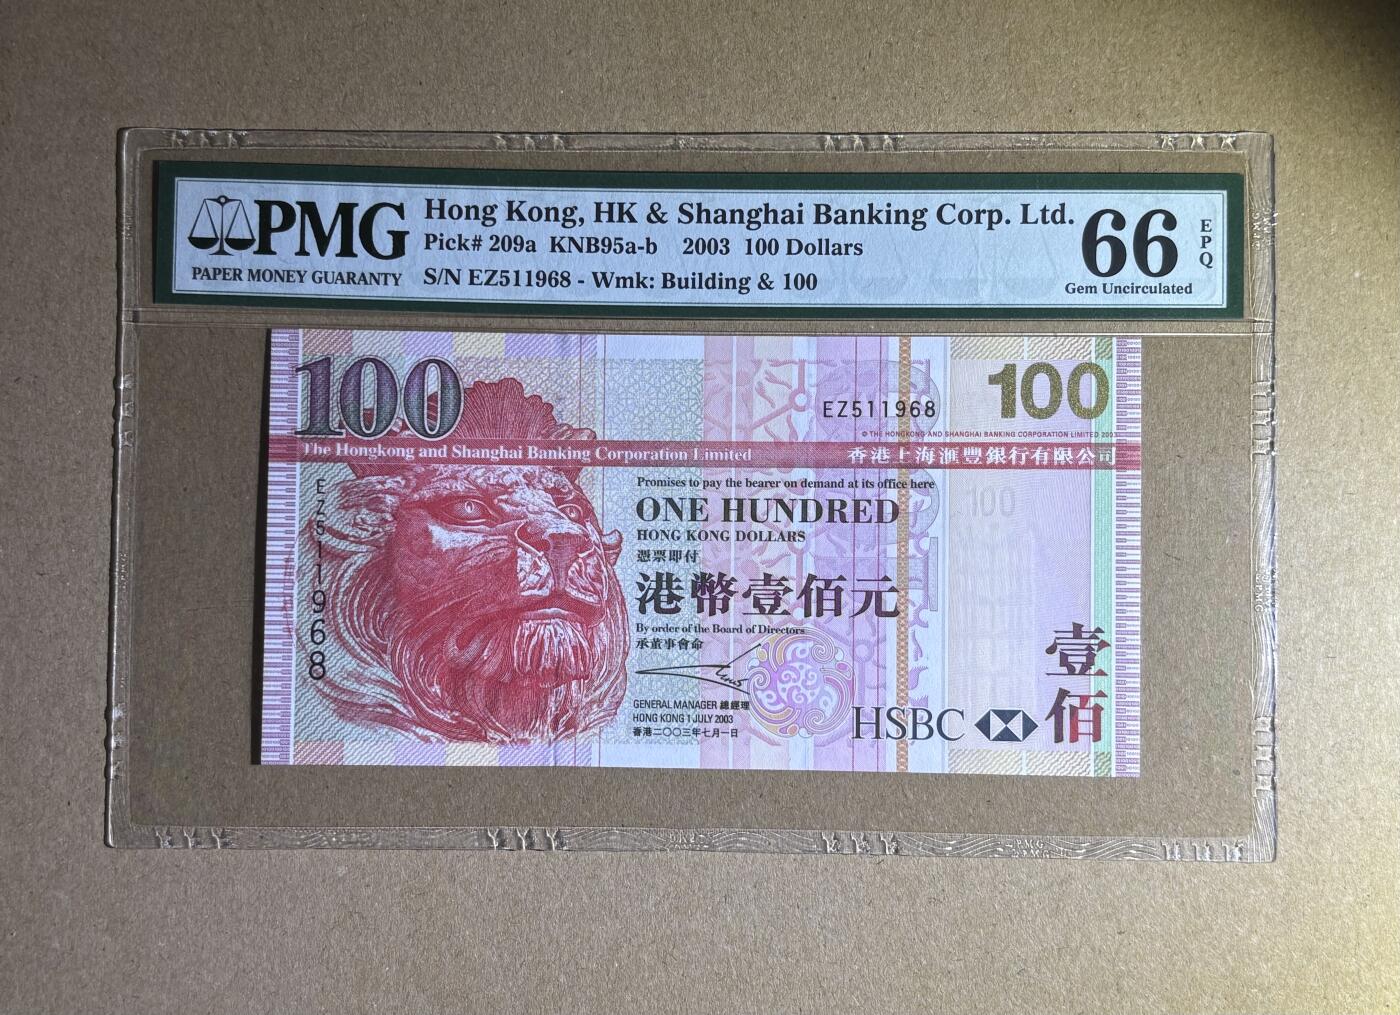 PMG
PAPER MONEY GUARANTY
Hong Kong, HK & Shanghai Banking Corp. Ltd.
Pick# 209a KNB95a-b 2003 100 Dollars
S/N EZ511968 - Wmk: Building & 100
66
EPQ
Gem Uncirculated
100
EZ511968
100
© THE HONGKONG AND SHANGHAI BANKING CORPORATION LIMITED 2003
The Hongkong and Shanghai Banking Corporation Limited
香港上海滙豐銀行有限公司
EZ511968
Promises to pay the bearer on demand at its office here
ONE HUNDRED
HONG KONG DOLLARS
憑票即付
港幣壹佰元
By order of the Board of Directors
承董事會命
GENERAL MANAGER 總經理
HONG KONG 1 JULY 2003
香港二〇〇三年七月一日
100
HSBC
壹佰